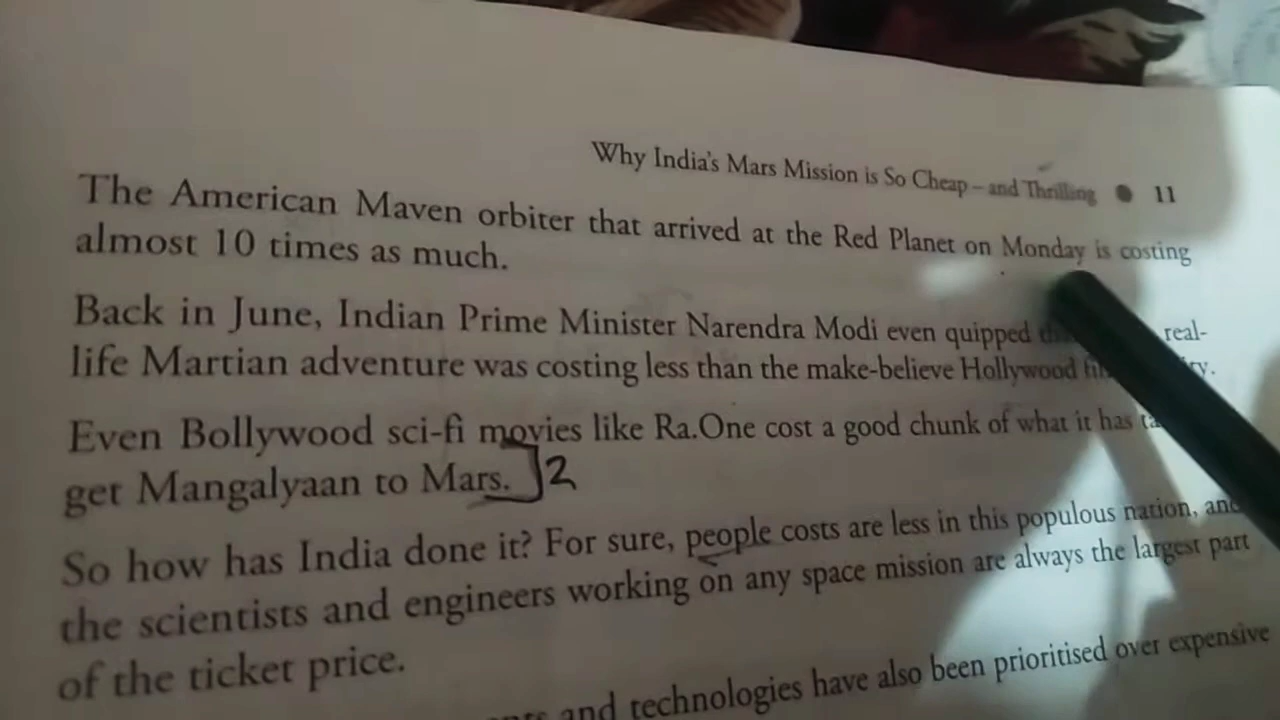 Why India's Mars Mission is So Cheap – and Thrilling ● 11
The American Maven orbiter that arrived at the Red Planet on Monday is costing
almost 10 times as much.
Back in June, Indian Prime Minister Narendra Modi even quipped real-
life Martian adventure was costing less than the make-believe Hollywood
Even Bollywood sci-fi movies like Ra.One cost a good chunk of what it has
get Mangalyaan to Mars. ]2
So how has India done it? For sure, people costs are less in this populous nation, and
the scientists and engineers working on any space mission are always the largest part
of the ticket price.
and technologies have also been prioritised over expensive